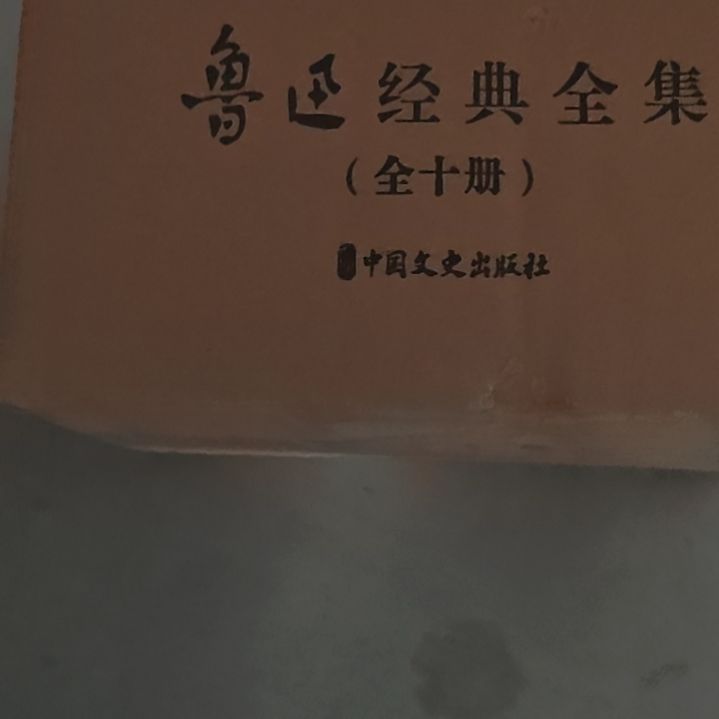 鲁迅经典全集
（全十册）
中国文史出版社